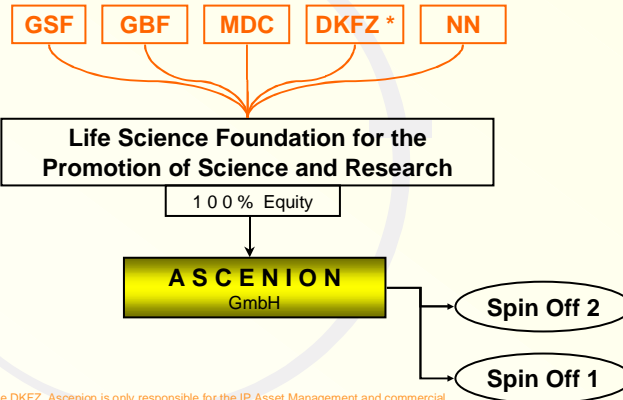 GSF GBF MDC DKFZ * NN
Life Science Foundation for the
Promotion of Science and Research
1 0 0 % Equity
A S C E N I O N
GmbH
Spin Off 2
Spin Off 1
DKFZ, Ascenion is only responsible for the IP Asset Management and commercial